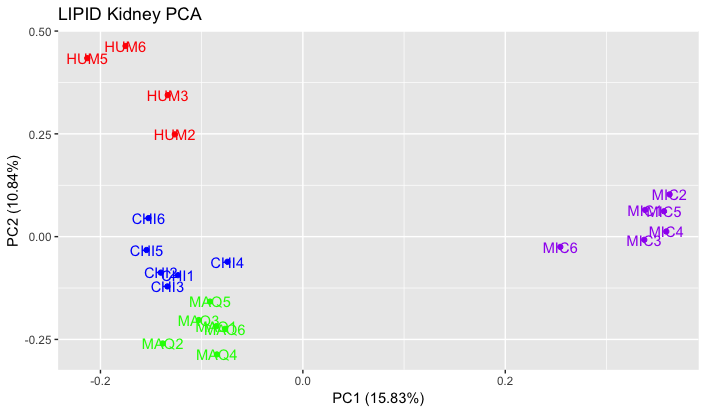 LIPID Kidney PCA
0.50
HUM6
HUM5
HUM3
HUM2
0.25
MIC2
MIC1
MIC5
CHI6
MIC4
0.00
MIC3
MIC6
CHI5
CHI4
CHI2
CHI1
CHI3
MAQ5
MAQ3
MAQ1
MAQ6
MAQ2
-0.25
MAQ4
-0.2
0.0
0.2
PC1 (15.83%)
PC2 (10.84%)